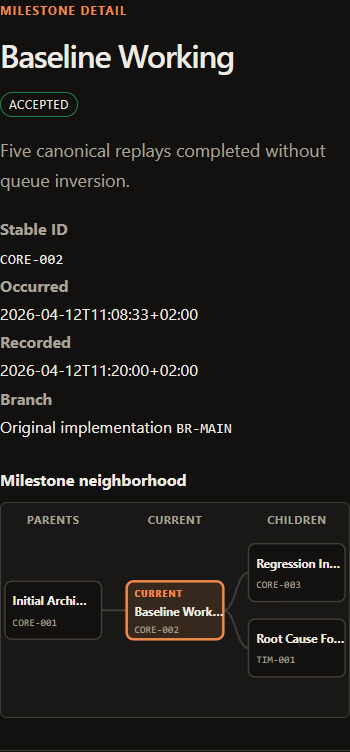 MILESTONE DETAIL
Baseline Working
ACCEPTED
Five canonical replays completed without
queue inversion.
Stable ID
CORE-002
Occurred
2026-04-12T11:08:33+02:00
Recorded
2026-04-12T11:20:00+02:00
Branch
Original implementation BR-MAIN
Milestone neighborhood
PARENTS CURRENT CHILDREN
Initial Archi...
CORE-001
CURRENT
Baseline Work...
CORE-002
Regression In...
CORE-003
Root Cause Fo...
TIM-001